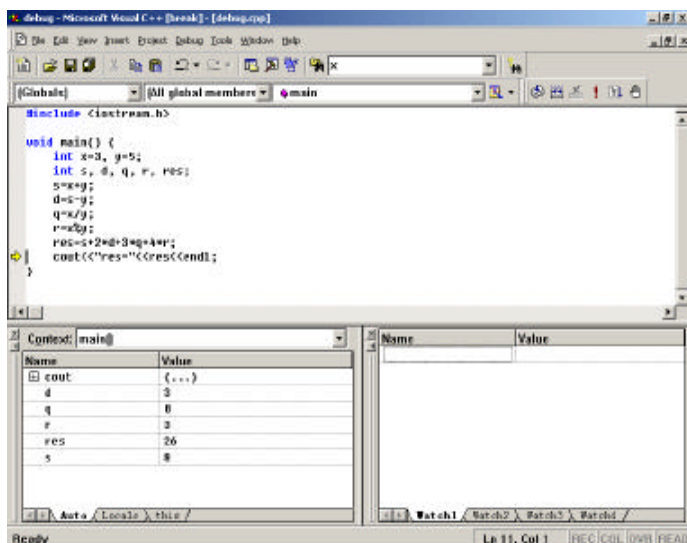 debug - Microsoft Visual C++ [break] - [debug.cpp]
File Edit View Insert Project Debug Tools Window Help
x
(Globals) (All global members main
#include <iostream.h>
void main() {
int x=3, y=5;
int s, d, q, r, res;
s=x+y;
d=s-y;
q=x/y;
r=x%y;
res=s+2*d+3*q+4*r;
cout<<"res="<<res<<endl;
}
Context: main()
Name Value
cout {...}
d 3
q 0
r 3
res 26
s 8
Auto Locals this
Name Value
Watch1 Watch2 Watch3 Watch4
Ready
Ln 11, Col 1 REC COL OVR READ